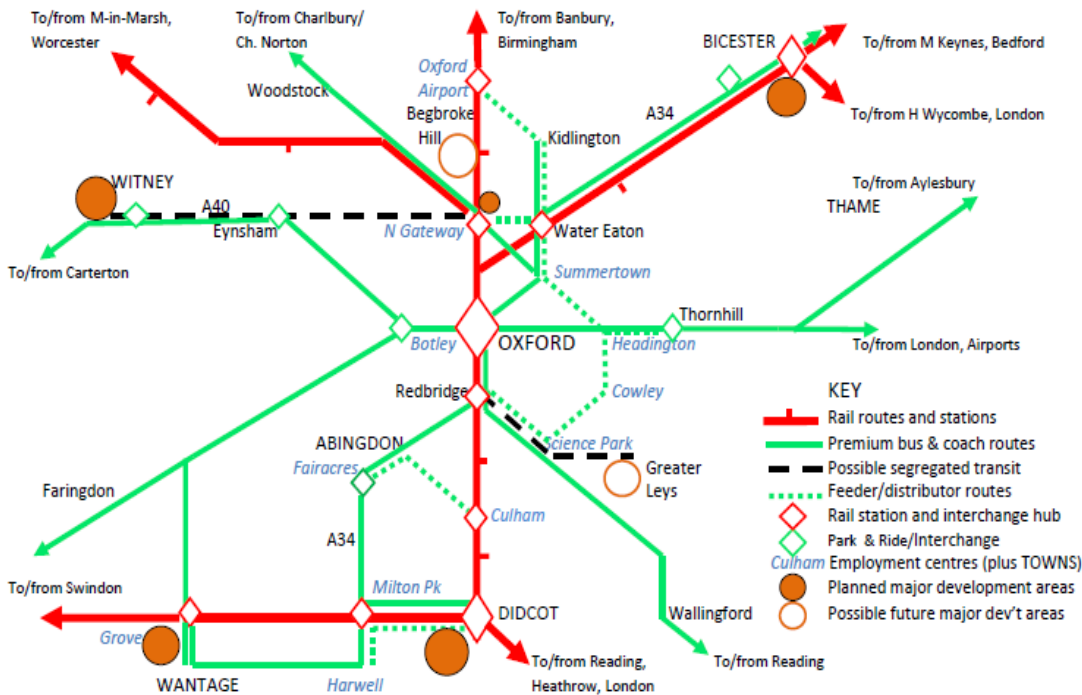 To/from M-in-Marsh,
Worcester
To/from Charlbury/
Ch. Norton
To/from Banbury,
Birmingham
BICESTER
To/from M Keynes, Bedford
Oxford
Airport
Woodstock
Begbroke
Hill
Kidlington
A34
To/from H Wycombe, London
WITNEY
A40
Eynsham
N Gateway
Water Eaton
To/from Aylesbury
THAME
To/from Carterton
Summertown
Thornhill
Botley
OXFORD
Headington
To/from London, Airports
Redbridge
Cowley
KEY
Rail routes and stations
Premium bus & coach routes
Possible segregated transit
Feeder/distributor routes
Rail station and interchange hub
Park & Ride/Interchange
Culham Employment centres (plus TOWNS)
Planned major development areas
Possible future major dev't areas
ABINGDON
Science Park
Fairacres
Greater
Leys
Faringdon
Culham
A34
To/from Swindon
Milton Pk
DIDCOT
Wallingford
Grove
WANTAGE
Harwell
To/from Reading,
Heathrow, London
To/from Reading